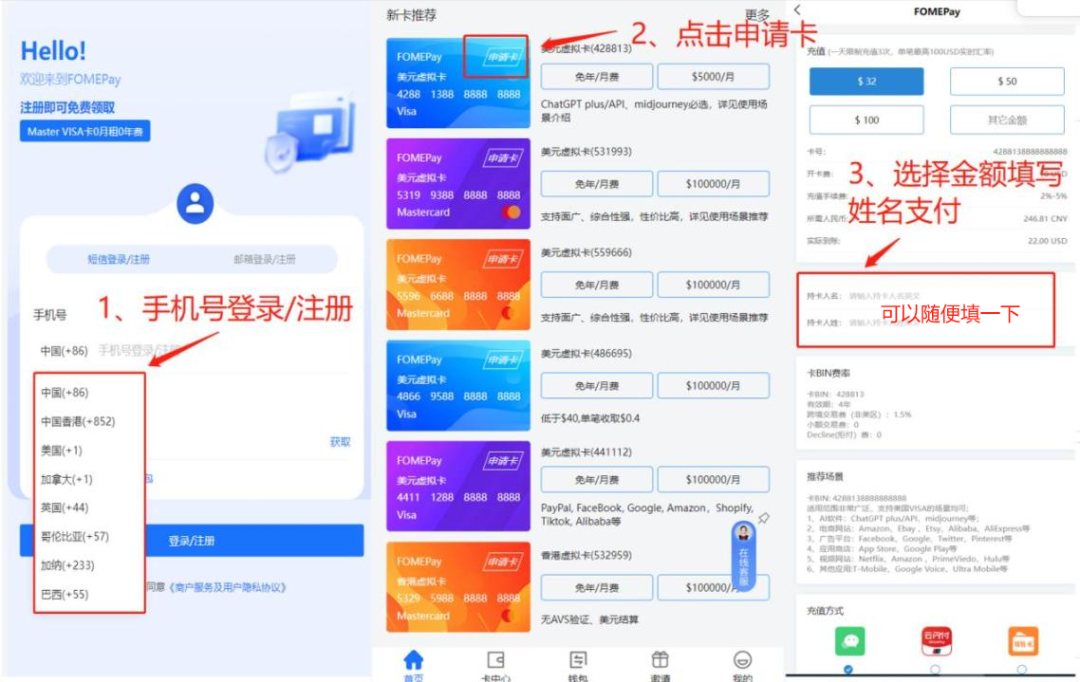 Hello!
欢迎来到FOMEPay
注册即可免费领取
Master VISA卡0月租0年费
短信登录/注册
邮箱登录/注册
手机号
1、手机号登录/注册
中国(+86) 手机号登录/注册
中国(+86)
中国香港(+852)
美国(+1)
加拿大(+1)
英国(+44)
哥伦比亚(+57)
加纳(+233)
巴西(+55)
获取
登录/注册
同意《商户服务及用户隐私协议》
新卡推荐
更多
2、点击申请卡
FOMEPay
申请卡
美元虚拟卡
4288 1388 8888 8888
Visa
美元虚拟卡(428813)
免年/月费
$5000/月
ChatGPT plus/API、midjourney必选，详见使用场
景介绍
FOMEPay
申请卡
美元虚拟卡
5319 9388 8888 8888
Mastercard
美元虚拟卡(531993)
免年/月费
$100000/月
支持面广、综合性强，性价比高，详见使用场景推荐
FOMEPay
申请卡
美元虚拟卡
5596 6688 8888 8888
Mastercard
美元虚拟卡(559666)
免年/月费
$100000/月
支持面广、综合性强，性价比高，详见使用场景推荐
FOMEPay
申请卡
美元虚拟卡
4866 9588 8888 8888
Visa
美元虚拟卡(486695)
免年/月费
$100000/月
低于$40,单笔收取$0.4
FOMEPay
申请卡
美元虚拟卡
4411 1288 8888 8888
Visa
美元虚拟卡(441112)
免年/月费
$100000/月
PayPal, FaceBook, Google, Amazon，Shopify,
Tiktok, Alibaba等
FOMEPay
申请卡
香港虚拟卡
5329 5988 8888 8888
Mastercard
香港虚拟卡(532959)
免年/月费
$100000/月
无AVS验证、美元结算
在线客服
首页
卡中心
钱包
邀请
我的
FOMEPay
充值 (一天限制充值3次，单笔最高100USD实时汇率)
$ 32
$ 50
$ 100
其它金额
卡号:
4288138888888888
开卡费:
3、选择金额填写
姓名支付
充值手续费:
2%-5%
所需人民币:
246.81 CNY
实际到账:
22.00 USD
持卡人名: 请输入持卡人名英文
可以随便填一下
持卡人姓: 请输入持卡
卡BIN费率
卡BIN: 428813
有效期: 4年
跨境交易费 (非美区) : 1.5%
小额交易费: 0
Decline(拒付) 费: 0
推荐场景
卡BIN: 4288138888888888
适用范围非常广泛，支持美国VISA的场景均可;
1、AI软件：ChatGPT plus/API、midjourney等;
2、电商网站：Amazon、Ebay 、Etsy、Alibaba、AliExpress等
3、广告平台：Facebook、Google、Twitter、Pinterest等
4、应用商店：App Store、Google Play等
5、视频网站：Netflix、Amazon 、PrimeViedo、Hulu等
6、其他应用:T-Mobile、Google Voice、Ultra Mobile等
充值方式
云闪付